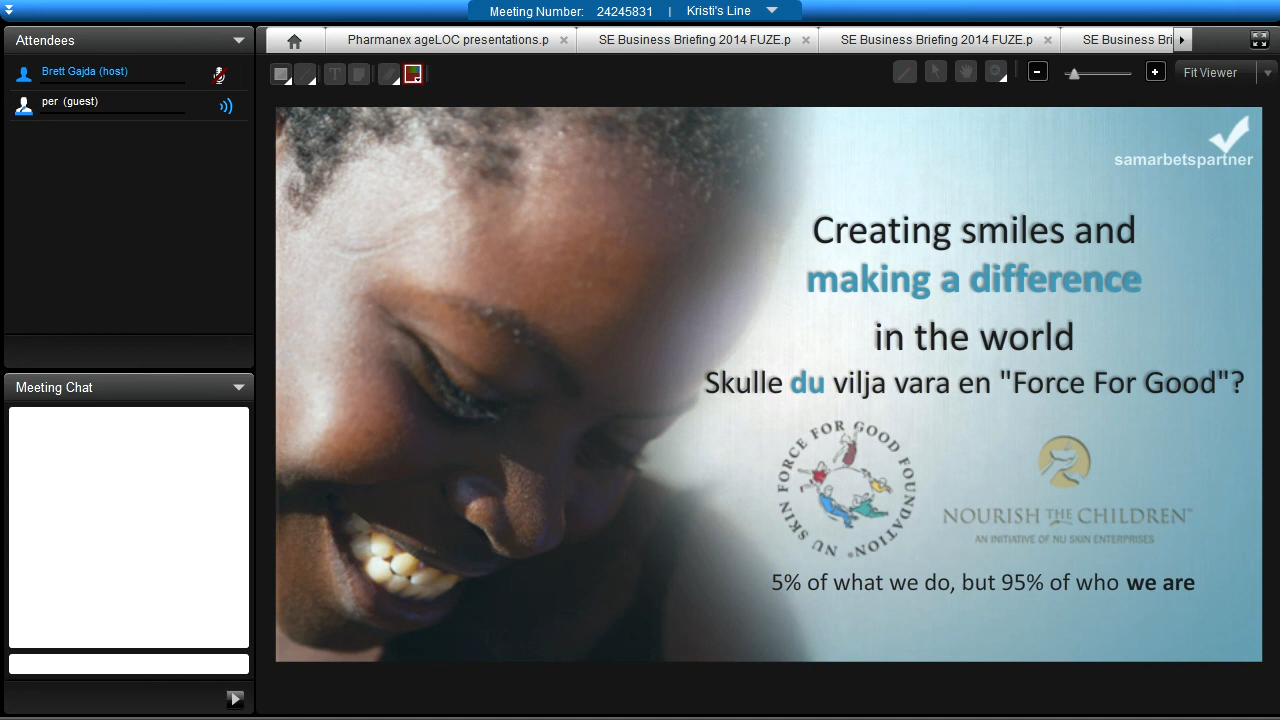 Meeting Number: 24245831 | Kristi's Line
Attendees
Brett Gajda (host)
per (guest)
Meeting Chat
Pharmanex ageLOC presentations.p
SE Business Briefing 2014 FUZE.p
SE Business Briefing 2014 FUZE.p
SE Business Bri
Fit Viewer
samarbetspartner
Creating smiles and
making a difference
in the world
Skulle du vilja vara en "Force For Good"?
NU SKIN FORCE FOR GOOD FOUNDATION®
NOURISH THE CHILDREN™
AN INITIATIVE OF NU SKIN ENTERPRISES
5% of what we do, but 95% of who we are